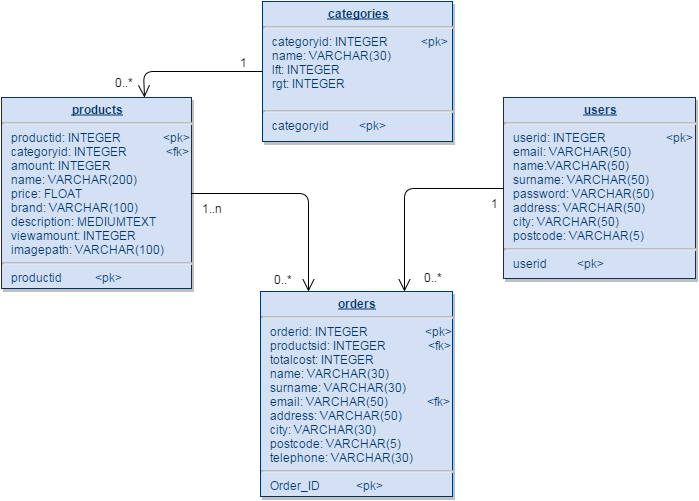 categories
categoryid: INTEGER <pk>
name: VARCHAR(30)
lft: INTEGER
rgt: INTEGER
categoryid <pk>
1
0..*
products
productid: INTEGER <pk>
categoryid: INTEGER <fk>
amount: INTEGER
name: VARCHAR(200)
price: FLOAT
brand: VARCHAR(100)
description: MEDIUMTEXT
viewamount: INTEGER
imagepath: VARCHAR(100)
productid <pk>
users
userid: INTEGER <pk>
email: VARCHAR(50)
name:VARCHAR(50)
surname: VARCHAR(50)
password: VARCHAR(50)
address: VARCHAR(50)
city: VARCHAR(50)
postcode: VARCHAR(5)
userid <pk>
1..n
1
0..*
0..*
orders
orderid: INTEGER <pk>
productsid: INTEGER <fk>
totalcost: INTEGER
name: VARCHAR(30)
surname: VARCHAR(30)
email: VARCHAR(50) <fk>
address: VARCHAR(50)
city: VARCHAR(30)
postcode: VARCHAR(5)
telephone: VARCHAR(30)
Order_ID <pk>